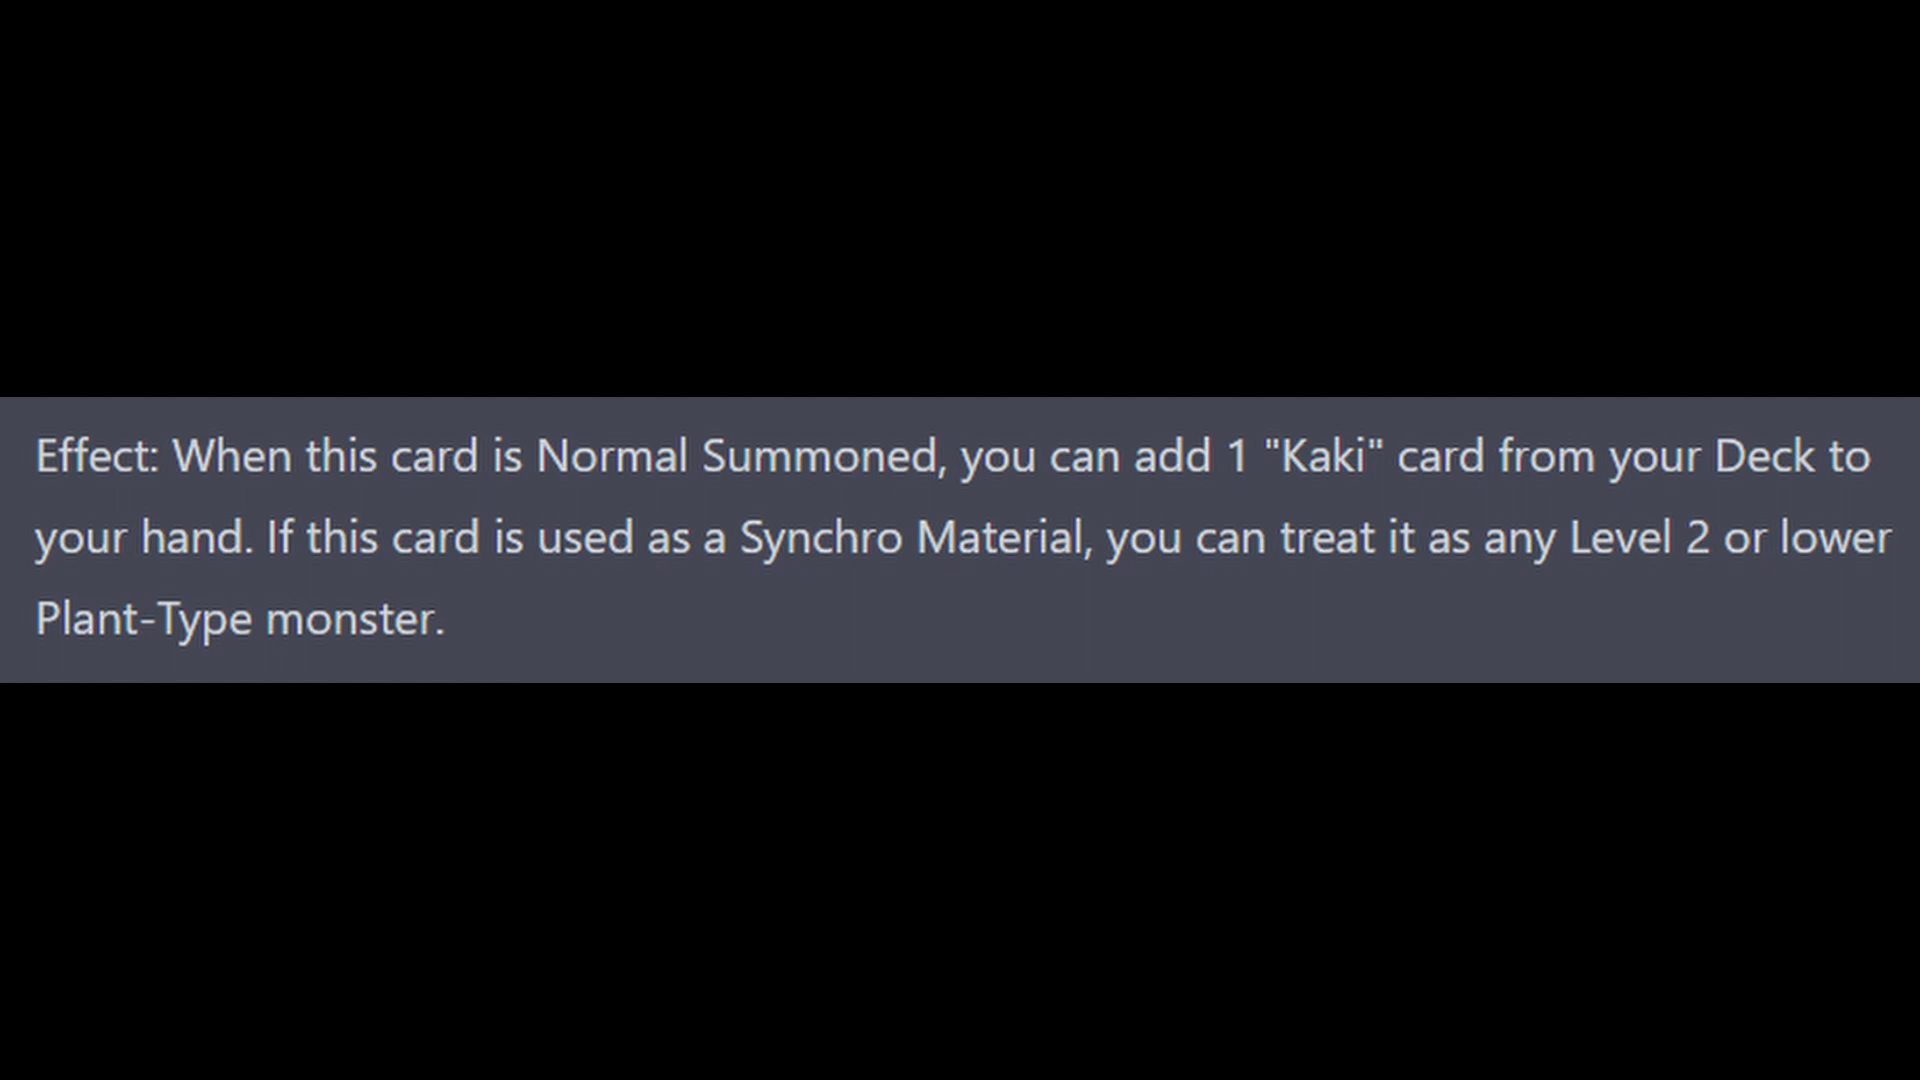 Effect: When this card is Normal Summoned, you can add 1 "Kaki" card from your Deck to
your hand. If this card is used as a Synchro Material, you can treat it as any Level 2 or lower
Plant-Type monster.